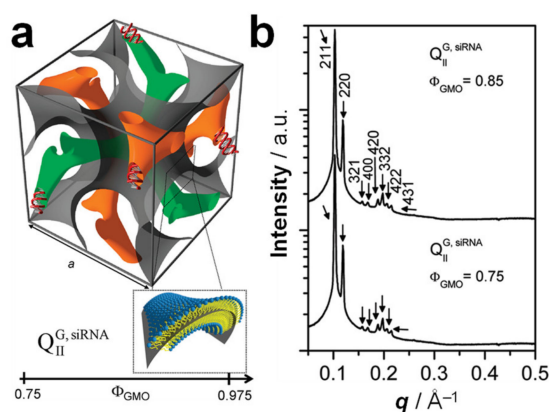 a
a
Q_II^G, siRNA
0.75
Φ_GMO
0.975
b
Intensity / a.u.
211
220
321
400
420
332
422
431
Q_II^G, siRNA
Φ_GMO = 0.85
Q_II^G, siRNA
Φ_GMO = 0.75
0.1 0.2 0.3 0.4 0.5
q / Å⁻¹